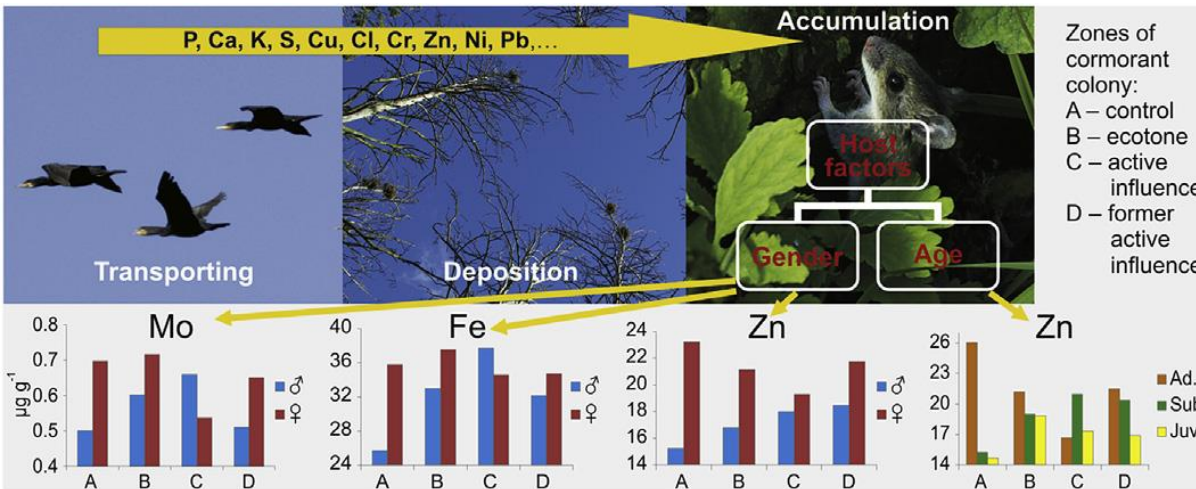 P, Ca, K, S, Cu, Cl, Cr, Zn, Ni, Pb,...
Accumulation
Transporting
Deposition
Host
factors
Gender
Age
Zones of
cormorant
colony:
A – control
B – ecotone
C – active
influence
D – former
active
influence
Mo
µg.g-1
0.8
0.7
0.6
0.5
0.4
A B C D
♂
♀
Fe
40
36
32
28
24
A B C D
♂
♀
Zn
24
22
20
18
16
14
A B C D
♂
♀
Zn
26
23
20
17
14
A B C D
Ad.
Sub
Juv